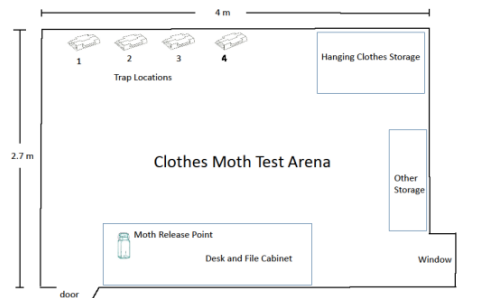 4 m
Hanging Clothes Storage
1
2
3
4
Trap Locations
2.7 m
Clothes Moth Test Arena
Other
Storage
Moth Release Point
Desk and File Cabinet
Window
door